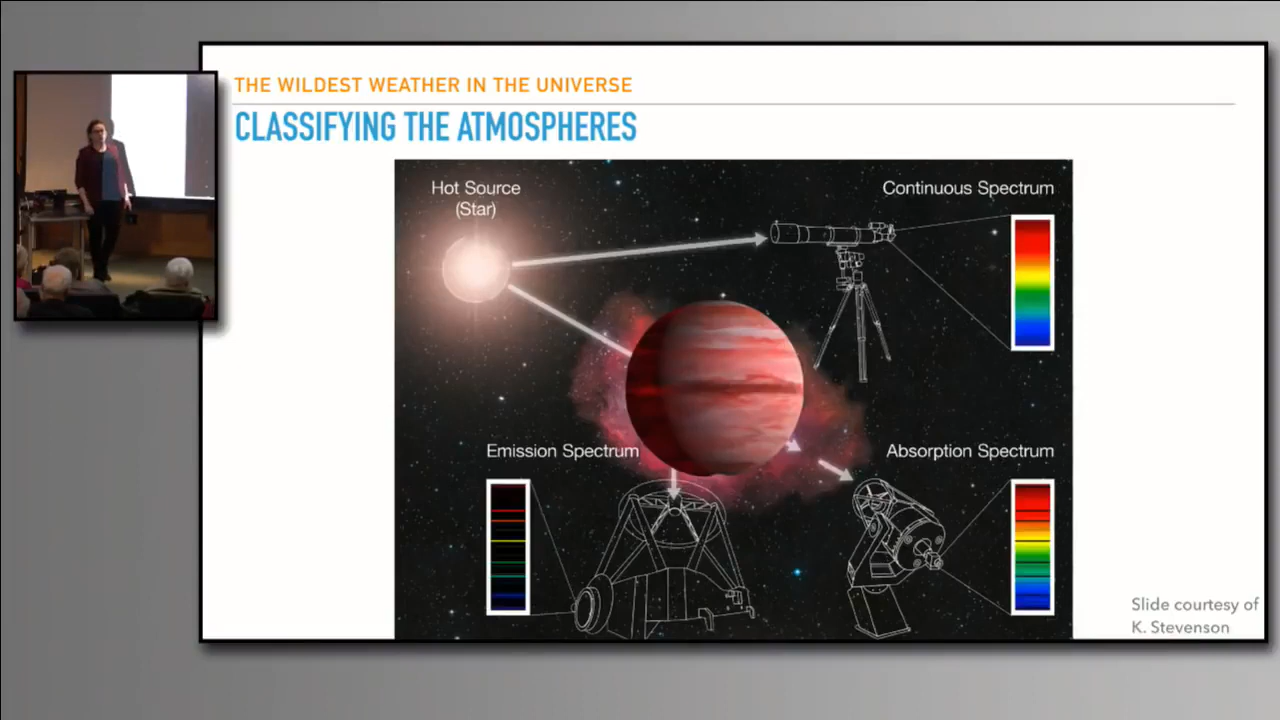 THE WILDEST WEATHER IN THE UNIVERSE
CLASSIFYING THE ATMOSPHERES
Hot Source
(Star)
Continuous Spectrum
Emission Spectrum
Absorption Spectrum
Slide courtesy of
K. Stevenson